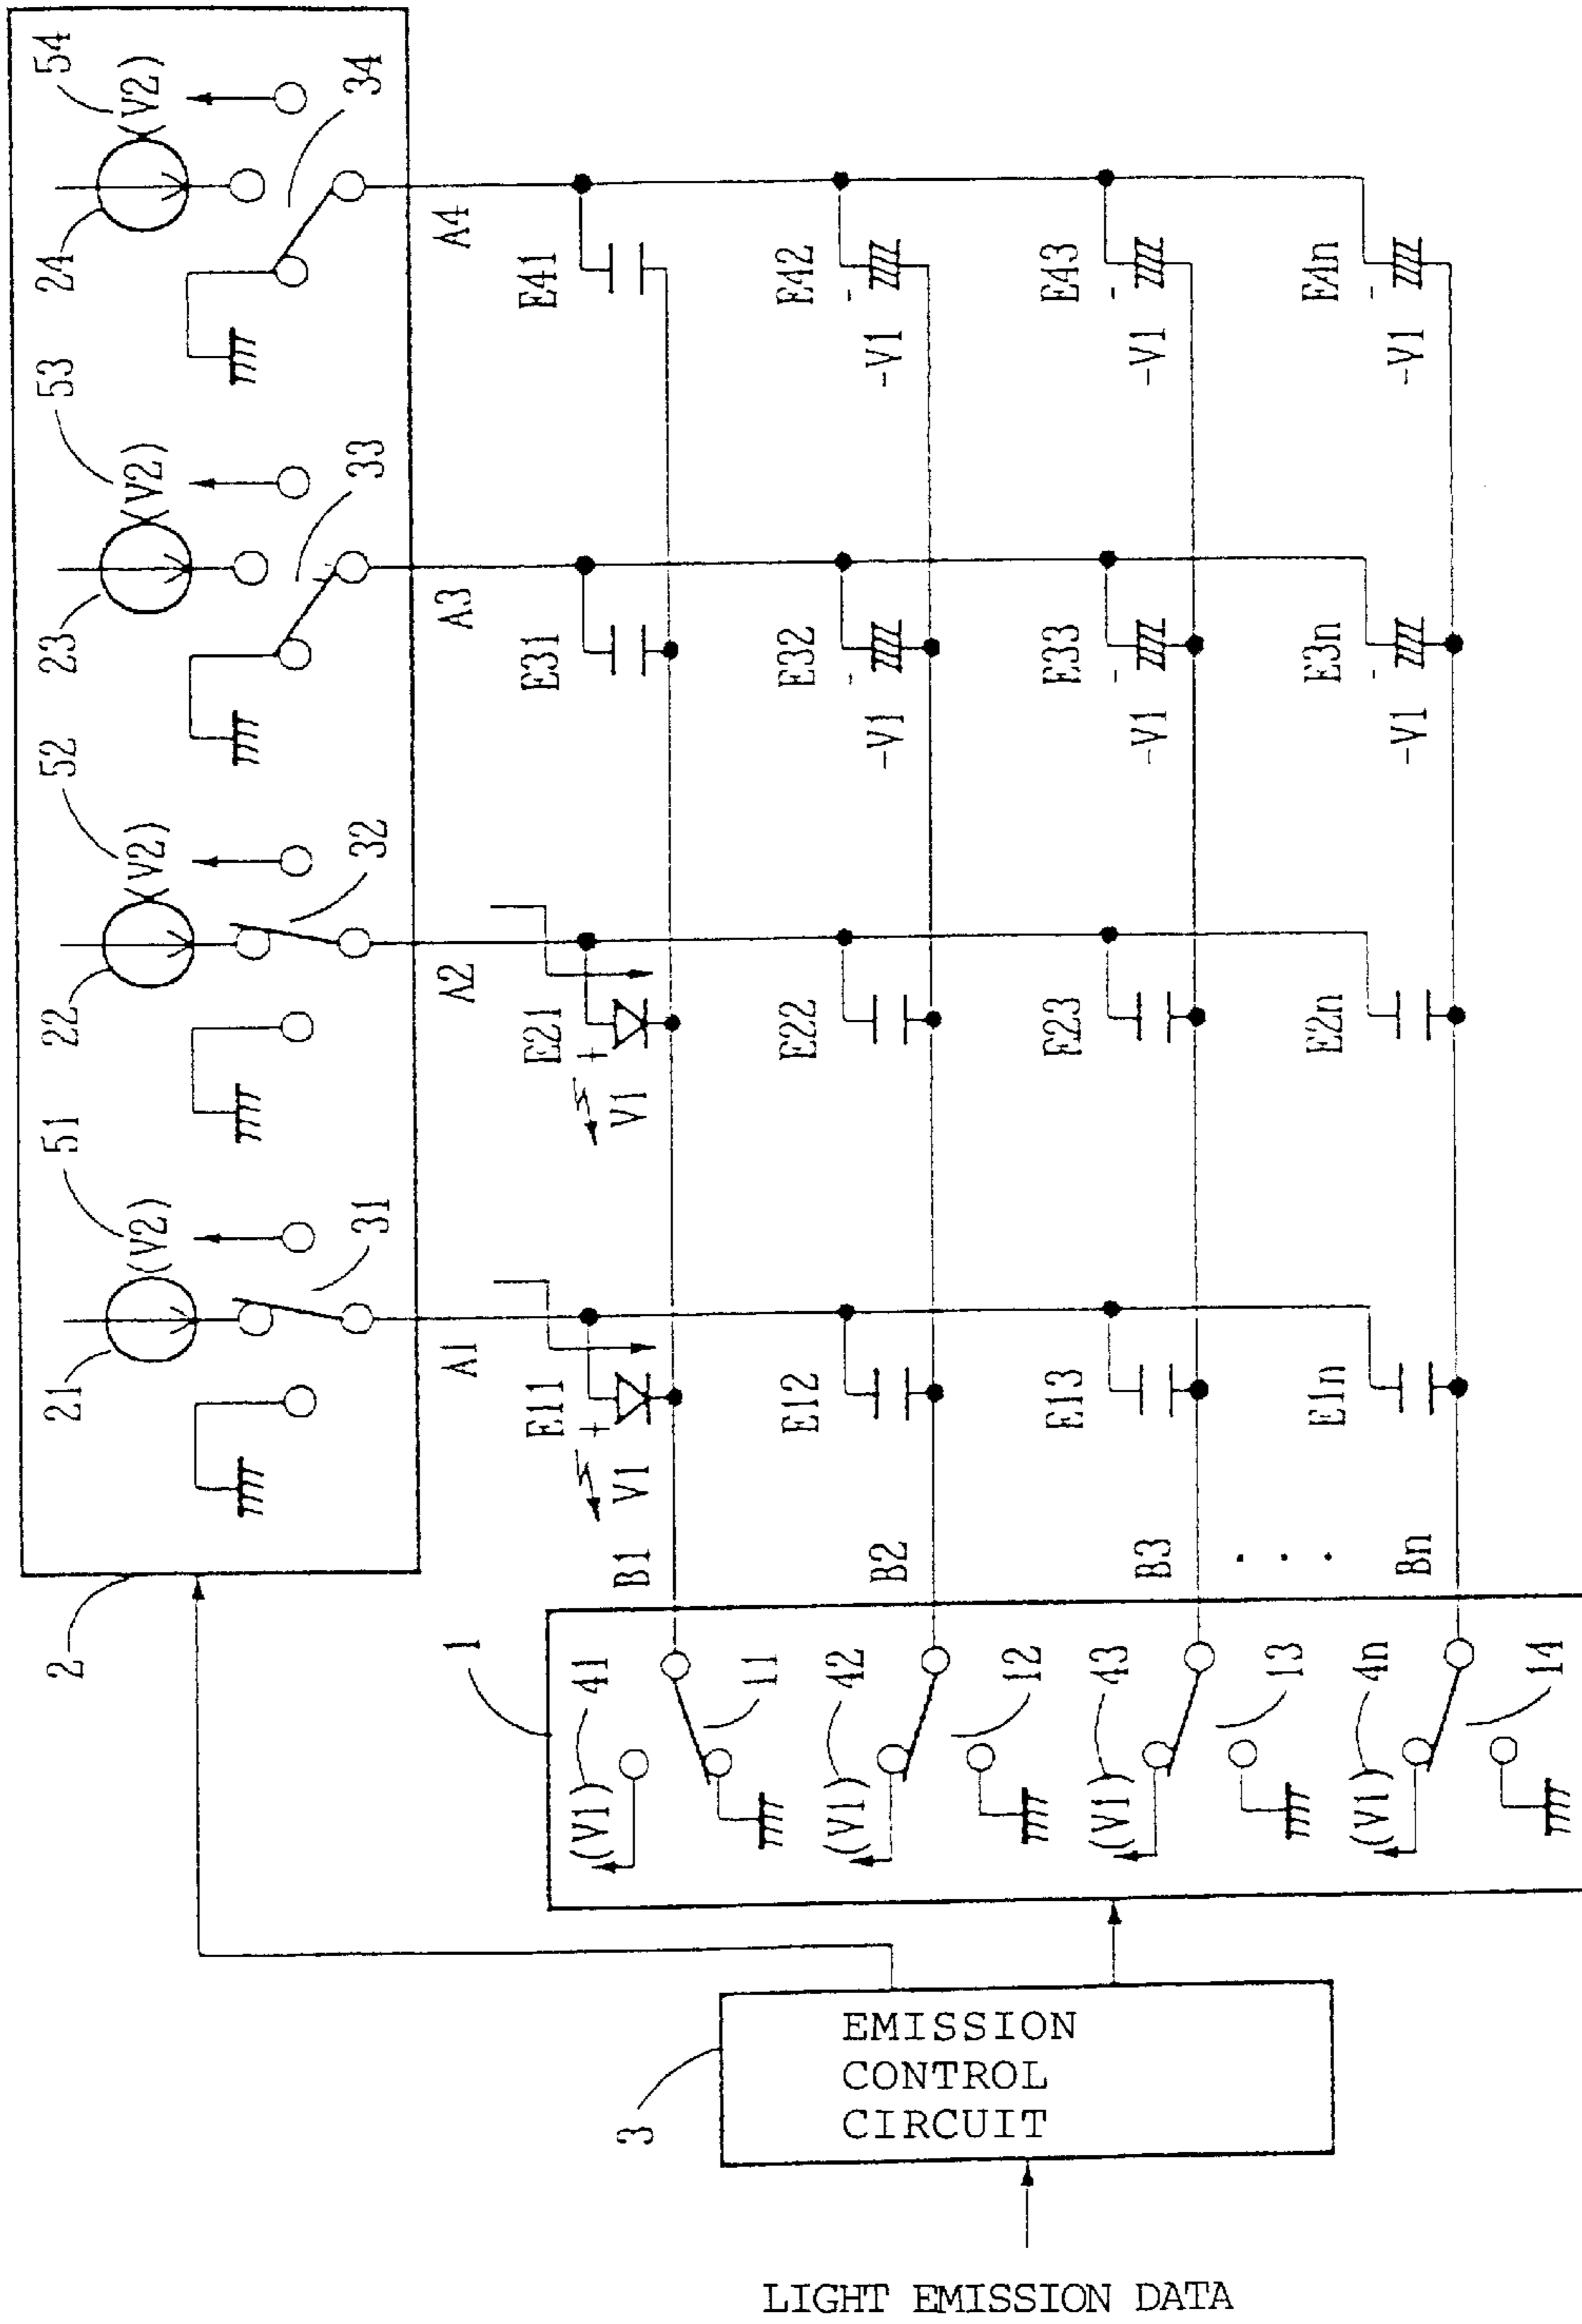 21
51
(V2)
31
22
52
(V2)
32
23
53
(V2)
33
24
54
(V2)
34
2
A1
A2
A3
A4
1
(V1)
41
11
B1
E11
+
V1
E21
+
V1
E31
E41
(V1)
42
12
B2
E12
E22
E32
-
-V1
E42
-
-V1
(V1)
43
13
B3
E13
E23
E33
-
-V1
E43
-
-V1
. . .
(V1)
4n
14
Bn
E1n
E2n
E3n
-
-V1
E4n
-
-V1
3
EMISSION
CONTROL
CIRCUIT
LIGHT EMISSION DATA